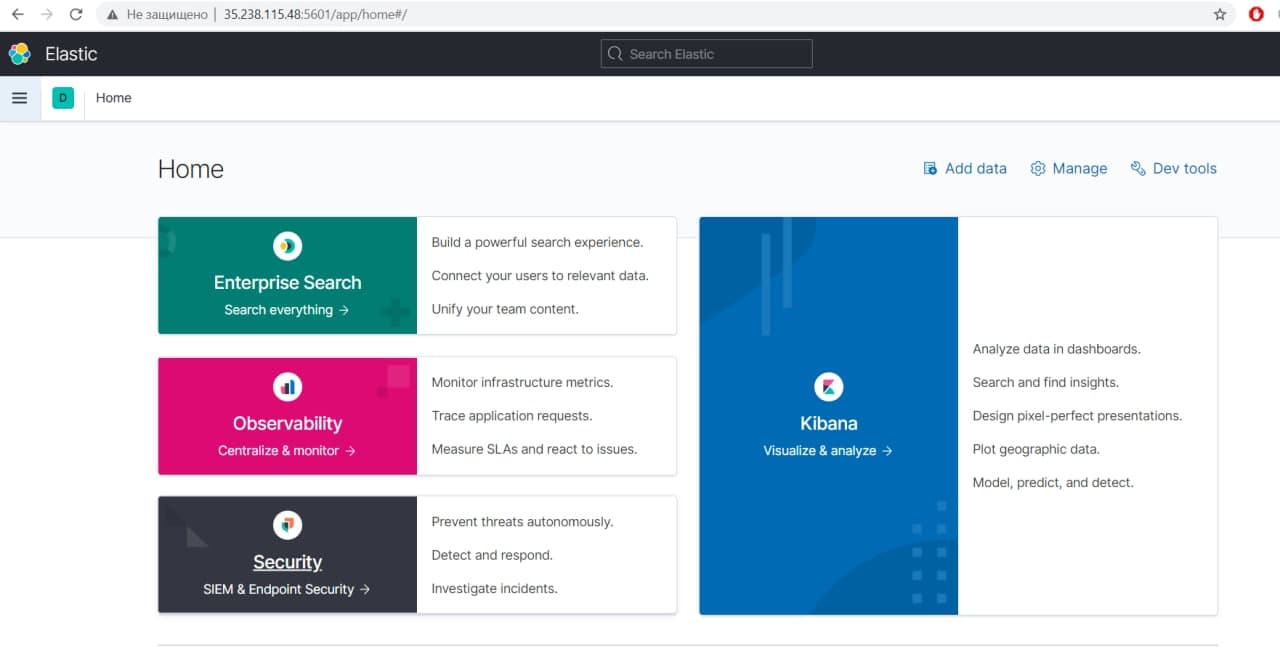 Не защищено | 35.238.115.48:5601/app/home#/
Elastic
Search Elastic
D
Home
Home
Add data
Manage
Dev tools
Enterprise Search
Search everything →
Build a powerful search experience.
Connect your users to relevant data.
Unify your team content.
Observability
Centralize & monitor →
Monitor infrastructure metrics.
Trace application requests.
Measure SLAs and react to issues.
Security
SIEM & Endpoint Security →
Prevent threats autonomously.
Detect and respond.
Investigate incidents.
Kibana
Visualize & analyze →
Analyze data in dashboards.
Search and find insights.
Design pixel-perfect presentations.
Plot geographic data.
Model, predict, and detect.